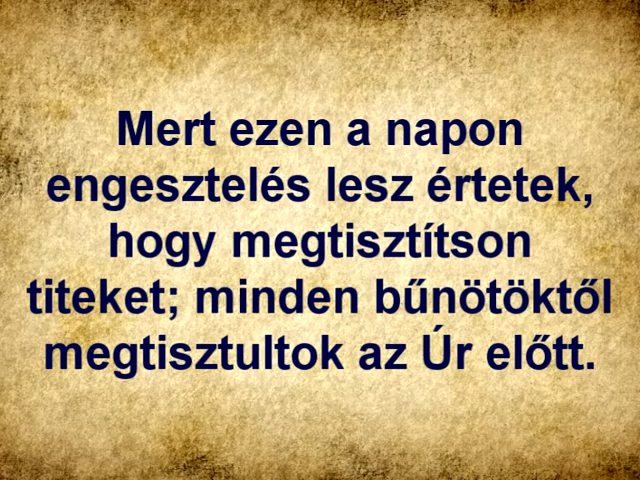 Mert ezen a napon
engesztelés lesz értetek,
hogy megtisztítson
titeket; minden bűnötöktől
megtisztultok az Úr előtt.